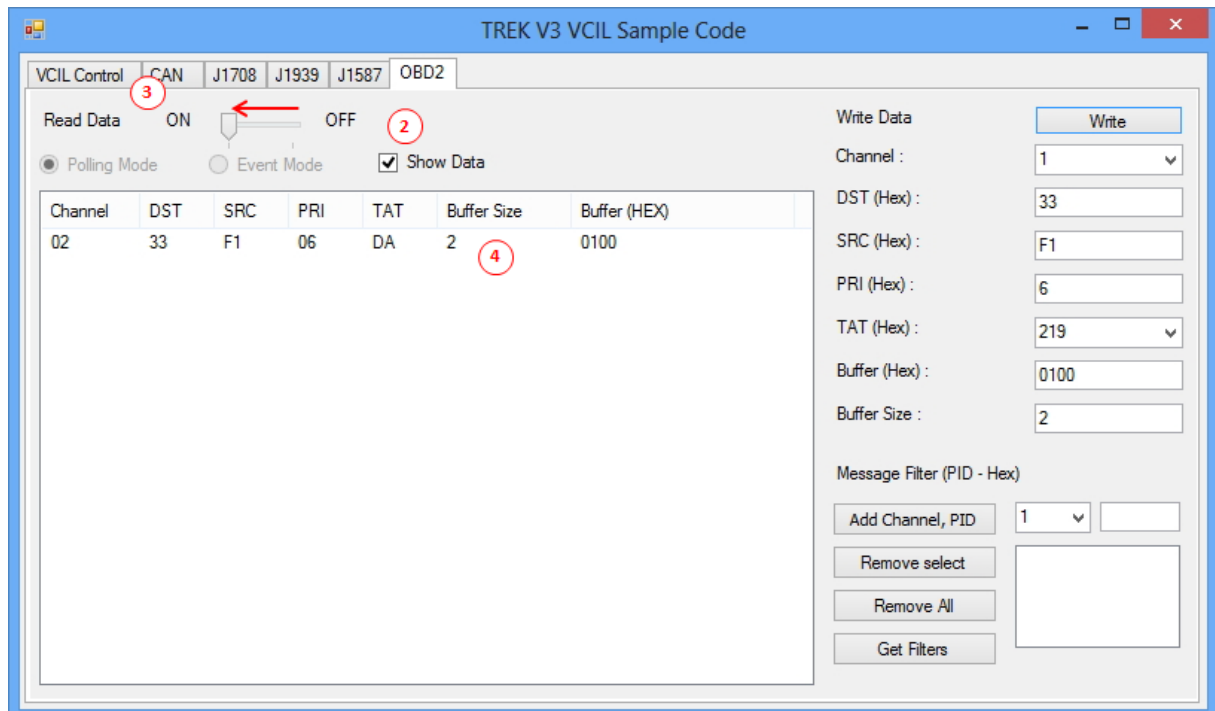 TREK V3 VCIL Sample Code
VCIL Control CAN J1708 J1939 J1587 OBD2
3
Read Data ON OFF 2
Polling Mode Event Mode Show Data
Channel DST SRC PRI TAT Buffer Size Buffer (HEX)
02 33 F1 06 DA 2 0100
4
Write Data Write
Channel : 1
DST (Hex) : 33
SRC (Hex) : F1
PRI (Hex) : 6
TAT (Hex) : 219
Buffer (Hex) : 0100
Buffer Size : 2
Message Filter (PID - Hex)
Add Channel, PID 1
Remove select
Remove All
Get Filters